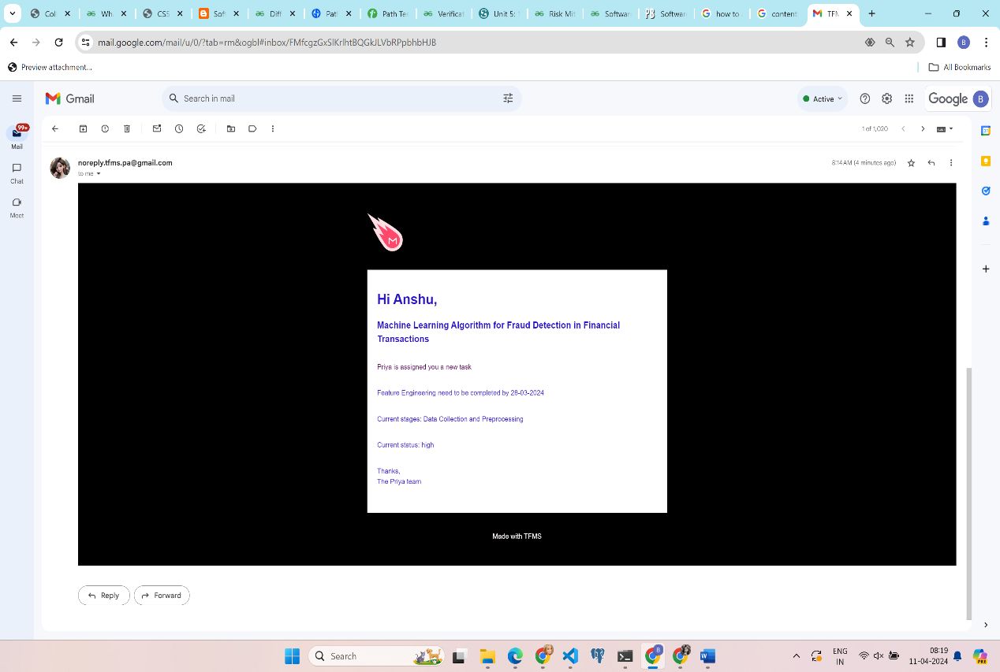 Col
Wha
CSS
Sof
Diff
Pat
Path Te
Verificat
Unit 5:
Risk Mit
Softwar
Softwar
how to
content
TFM
mail.google.com/mail/u/0/?tab=rm&ogbl#inbox/FMfcgzGxSlKrlhtBQGkJLVbRPpbhbHJB
B
Preview attachment...
All Bookmarks
Gmail
Search in mail
Active
Google
B
99+
Mail
Chat
Meet
1 of 1,020
noreply.tfms.pa@gmail.com
to me
8:14 AM (4 minutes ago)
M
Hi Anshu,
Machine Learning Algorithm for Fraud Detection in Financial
Transactions
Priya is assigned you a new task
Feature Engineering need to be completed by 28-03-2024
Current stages: Data Collection and Preprocessing
Current status: high
Thanks,
The Priya team
Made with TFMS
Reply
Forward
Search
B
W
PRE
ENG
IN
08:19
11-04-2024